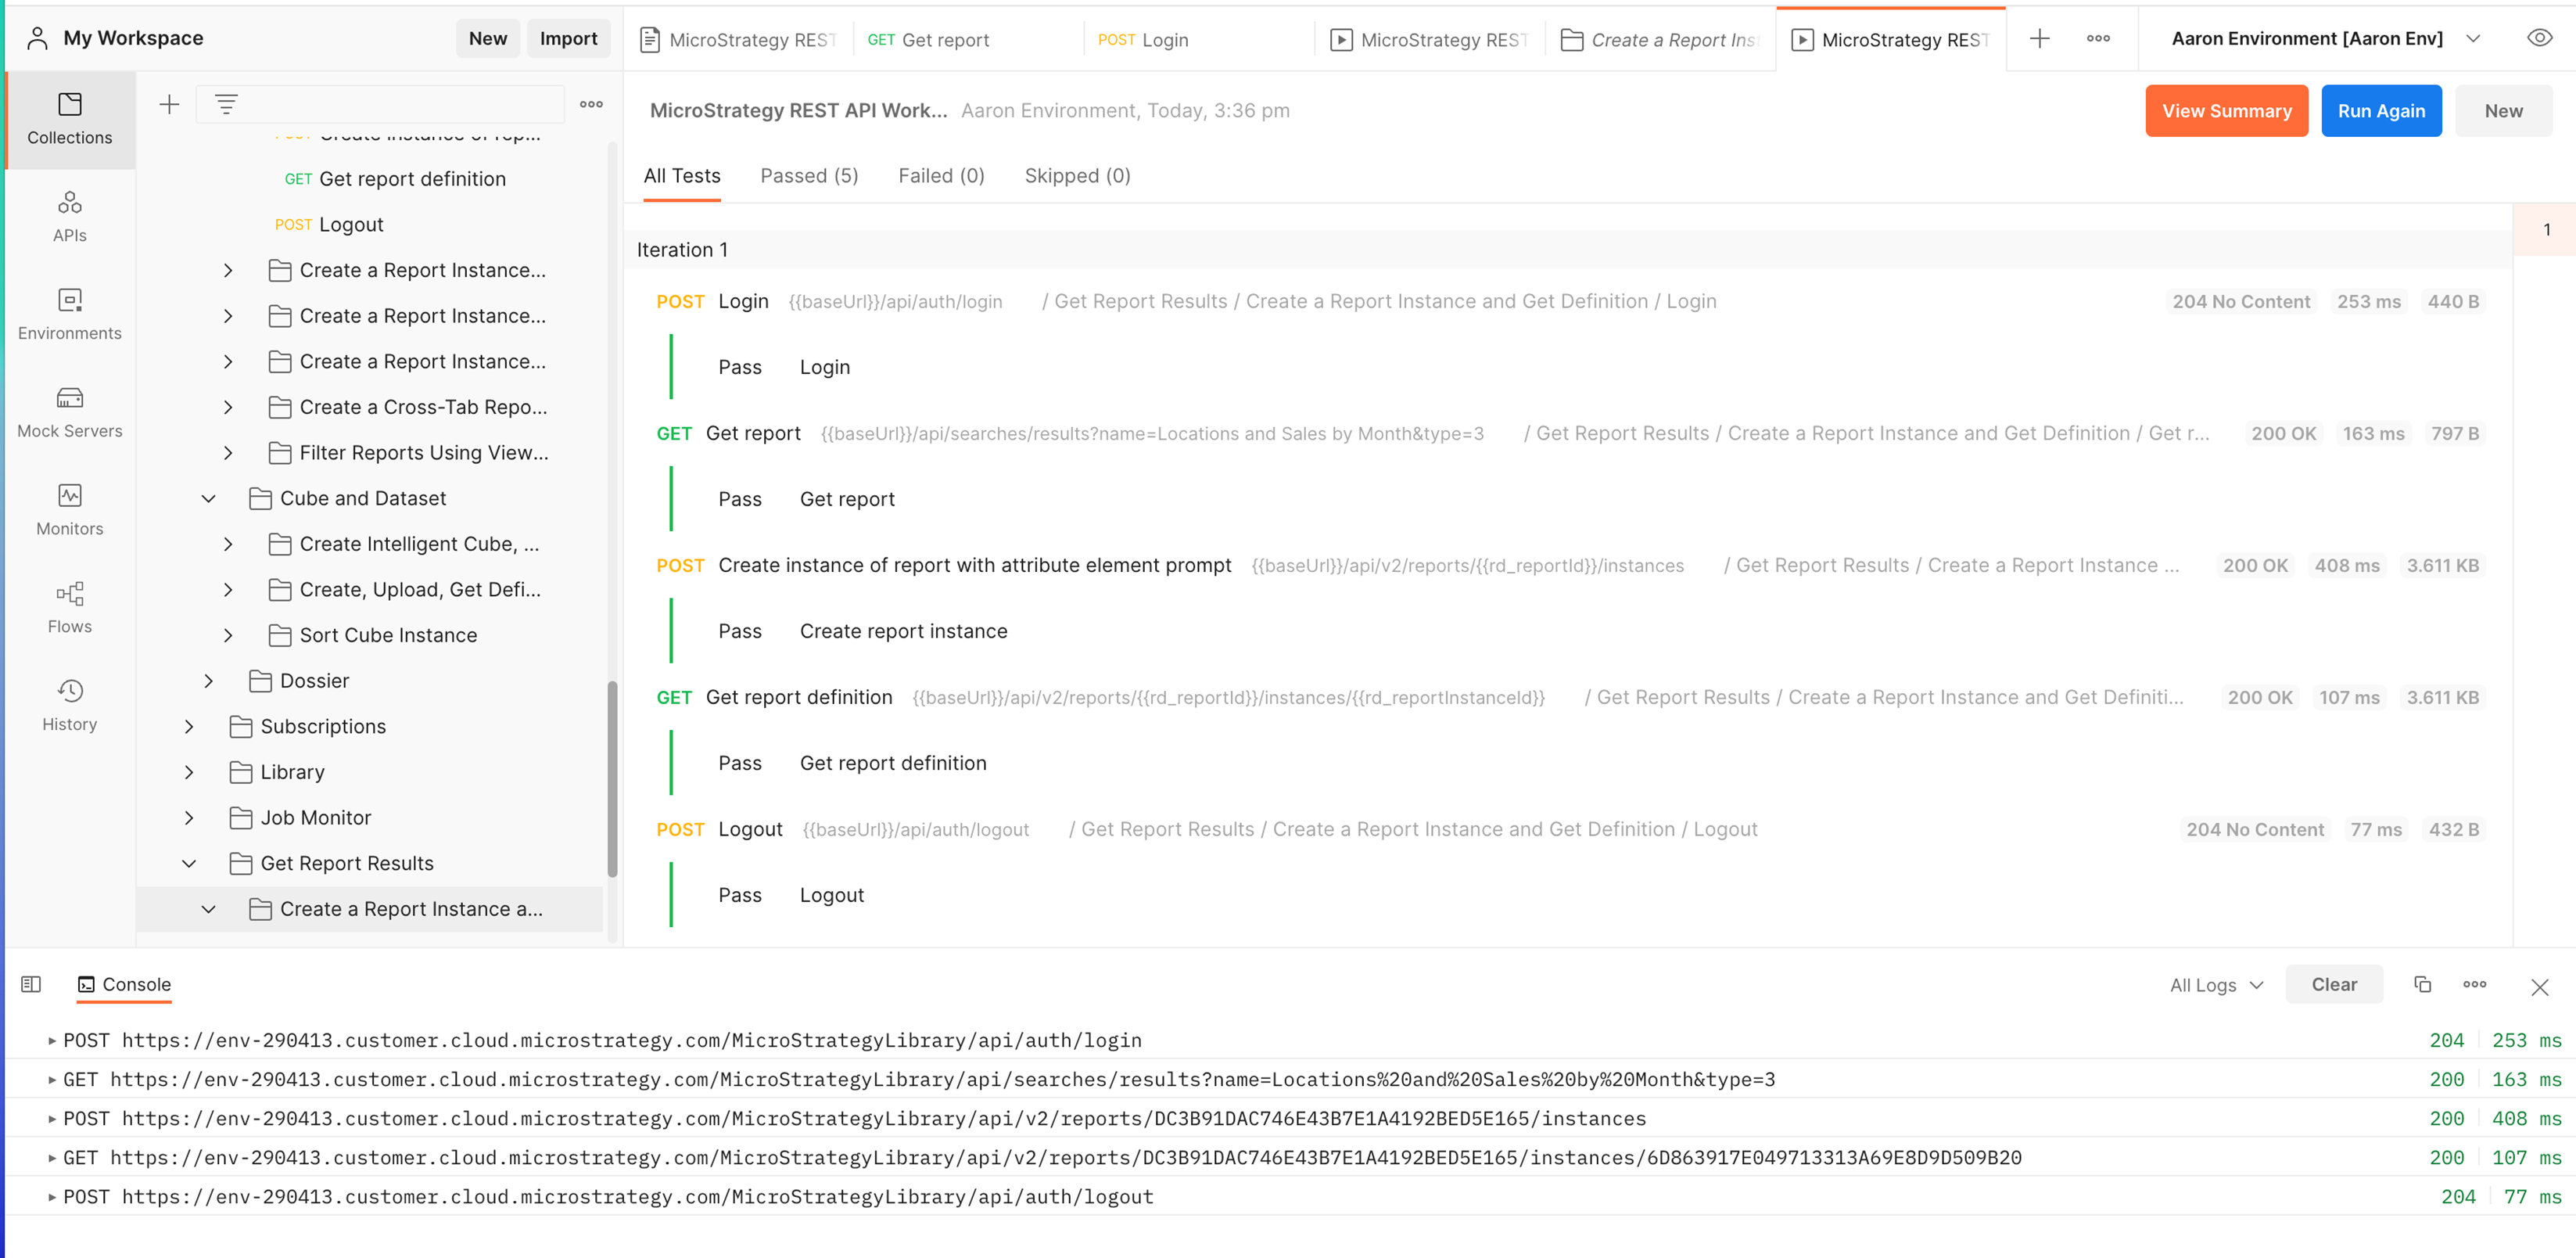 My Workspace
New
Import
MicroStrategy REST
GET Get report
POST Login
MicroStrategy REST
Create a Report Ins
MicroStrategy REST
Aaron Environment [Aaron Env]
Collections
APIs
Environments
Mock Servers
Monitors
Flows
History
Create instance of rep...
GET Get report definition
POST Logout
Create a Report Instance...
Create a Report Instance...
Create a Report Instance...
Create a Cross-Tab Repo...
Filter Reports Using View...
Cube and Dataset
Create Intelligent Cube, ...
Create, Upload, Get Defi...
Sort Cube Instance
Dossier
Subscriptions
Library
Job Monitor
Get Report Results
Create a Report Instance a...
MicroStrategy REST API Work... Aaron Environment, Today, 3:36 pm
View Summary
Run Again
New
All Tests
Passed (5)
Failed (0)
Skipped (0)
1
Iteration 1
POST Login {{baseUrl}}/api/auth/login / Get Report Results / Create a Report Instance and Get Definition / Login 204 No Content 253 ms 440 B
Pass Login
GET Get report {{baseUrl}}/api/searches/results?name=Locations and Sales by Month&type=3 / Get Report Results / Create a Report Instance and Get Definition / Get r... 200 OK 163 ms 797 B
Pass Get report
POST Create instance of report with attribute element prompt {{baseUrl}}/api/v2/reports/{{rd_reportId}}/instances / Get Report Results / Create a Report Instance ... 200 OK 408 ms 3.611 KB
Pass Create report instance
GET Get report definition {{baseUrl}}/api/v2/reports/{{rd_reportId}}/instances/{{rd_reportInstanceId}} / Get Report Results / Create a Report Instance and Get Definiti... 200 OK 107 ms 3.611 KB
Pass Get report definition
POST Logout {{baseUrl}}/api/auth/logout / Get Report Results / Create a Report Instance and Get Definition / Logout 204 No Content 77 ms 432 B
Pass Logout
Console
All Logs
Clear
POST https://env-290413.customer.cloud.microstrategy.com/MicroStrategyLibrary/api/auth/login 204 253 ms
GET https://env-290413.customer.cloud.microstrategy.com/MicroStrategyLibrary/api/searches/results?name=Locations%20and%20Sales%20by%20Month&type=3 200 163 ms
POST https://env-290413.customer.cloud.microstrategy.com/MicroStrategyLibrary/api/v2/reports/DC3B91DAC746E43B7E1A4192BED5E165/instances 200 408 ms
GET https://env-290413.customer.cloud.microstrategy.com/MicroStrategyLibrary/api/v2/reports/DC3B91DAC746E43B7E1A4192BED5E165/instances/6D863917E049713313A69E8D9D509B20 200 107 ms
POST https://env-290413.customer.cloud.microstrategy.com/MicroStrategyLibrary/api/auth/logout 204 77 ms